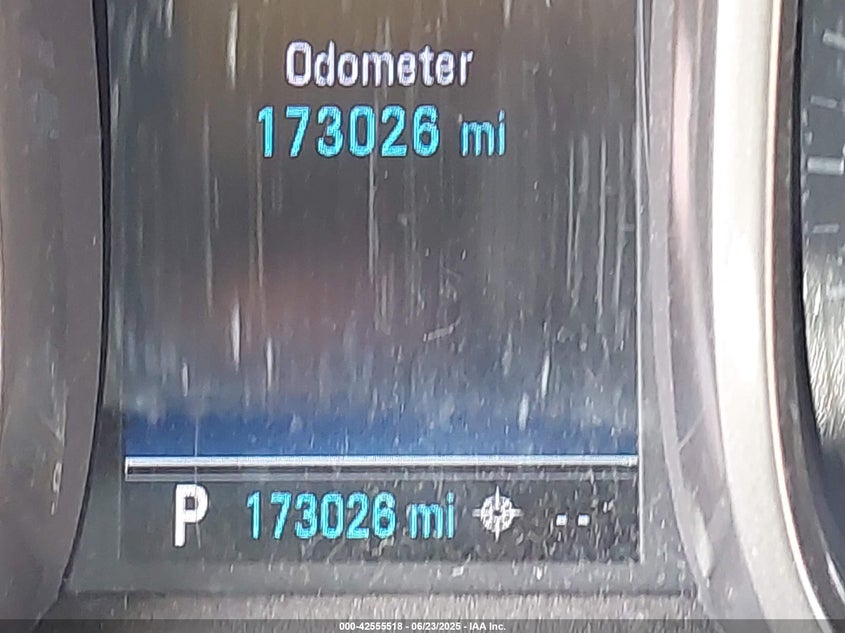 Odometer
173026 mi
P 173026 mi --
000-42555518 - 06/23/2025 - IAA Inc.